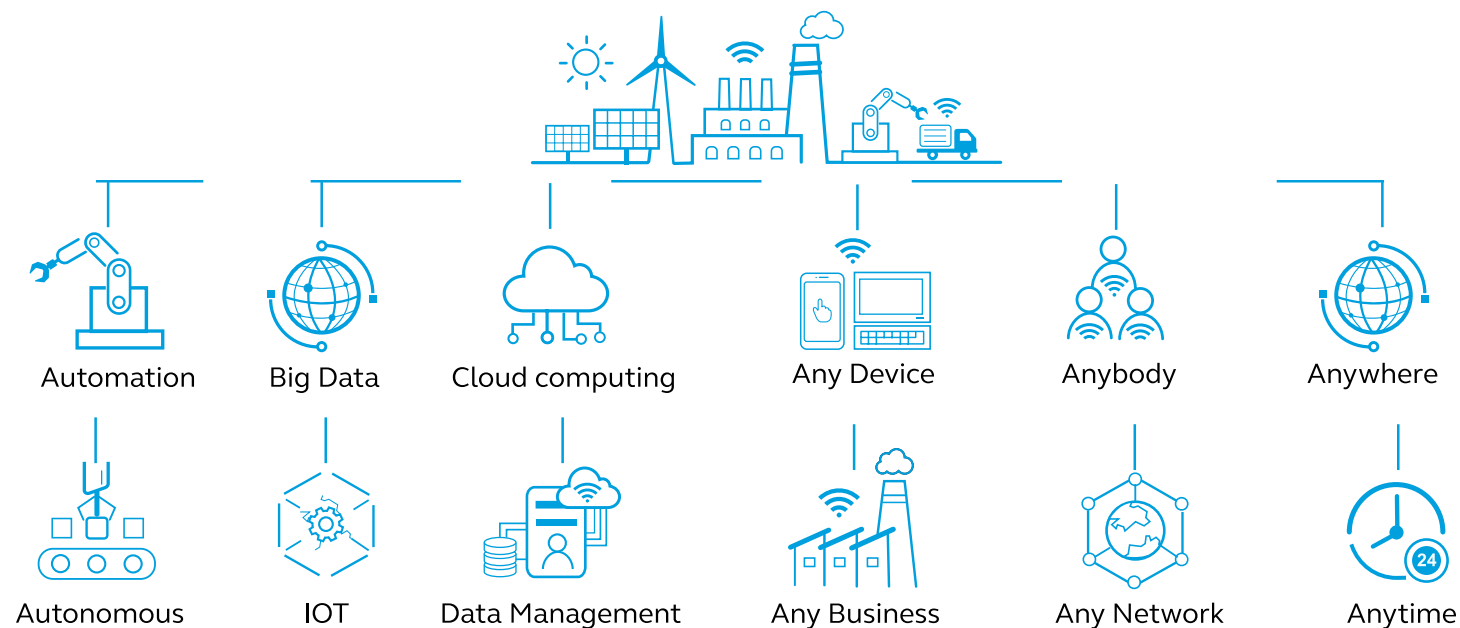 Automation
Big Data
Cloud computing
Any Device
Anybody
Anywhere
24
Autonomous
IOT
Data Management
Any Business
Any Network
Anytime